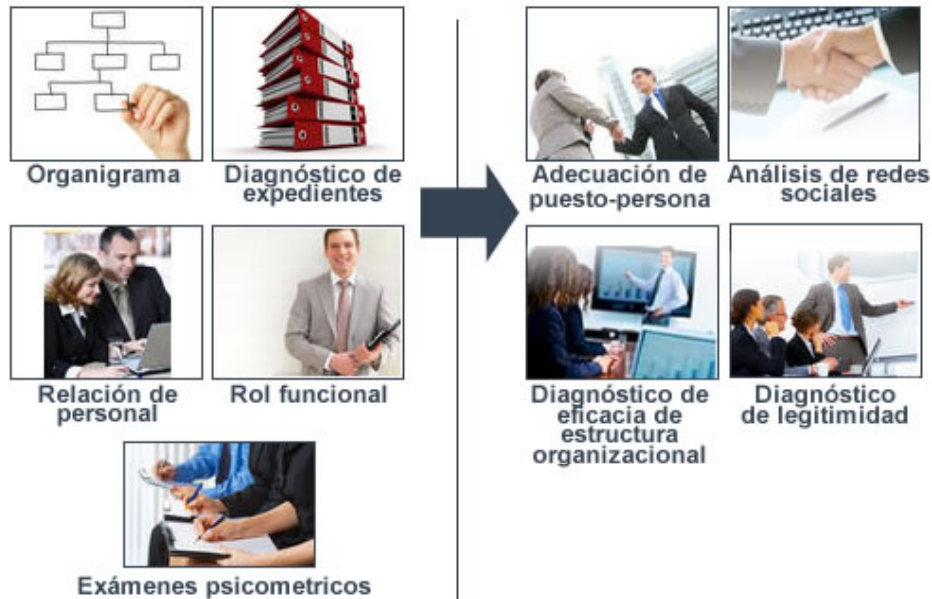 Organigrama
Diagnóstico de
expedientes
Adecuación de
puesto-persona
Análisis de redes
sociales
Relación de
personal
Rol funcional
Diagnóstico de
eficacia de
estructura
organizacional
Diagnóstico
de legitimidad
Exámenes psicometricos